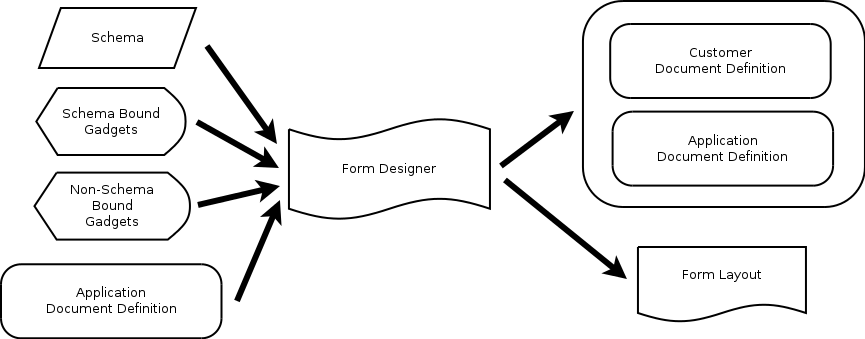 Schema
Schema Bound
Gadgets
Non-Schema
Bound
Gadgets
Application
Document Definition
Form Designer
Customer
Document Definition
Application
Document Definition
Form Layout